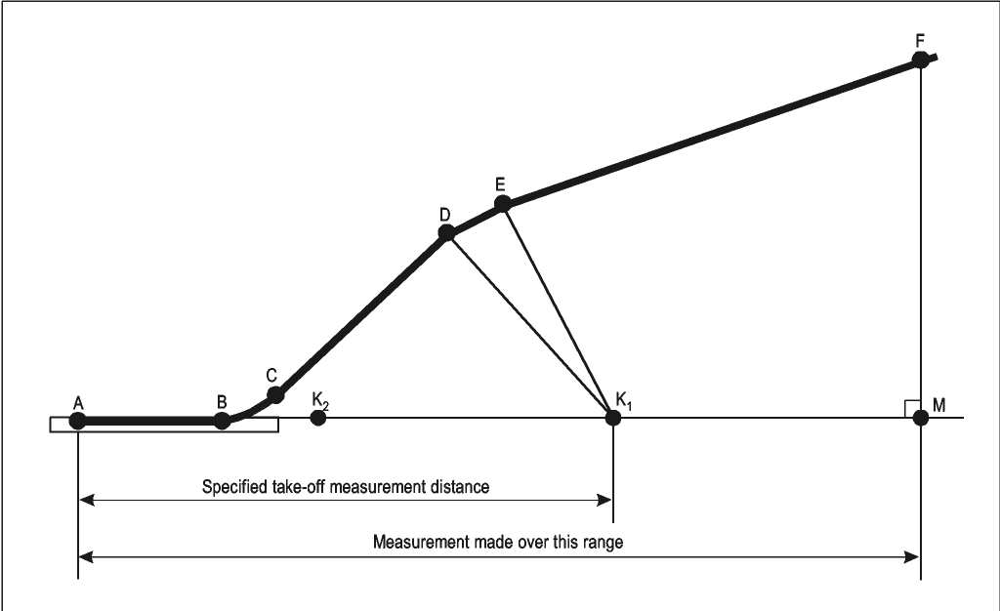 F
E
D
C
A
B
K2
K1
M
Specified take-off measurement distance
Measurement made over this range